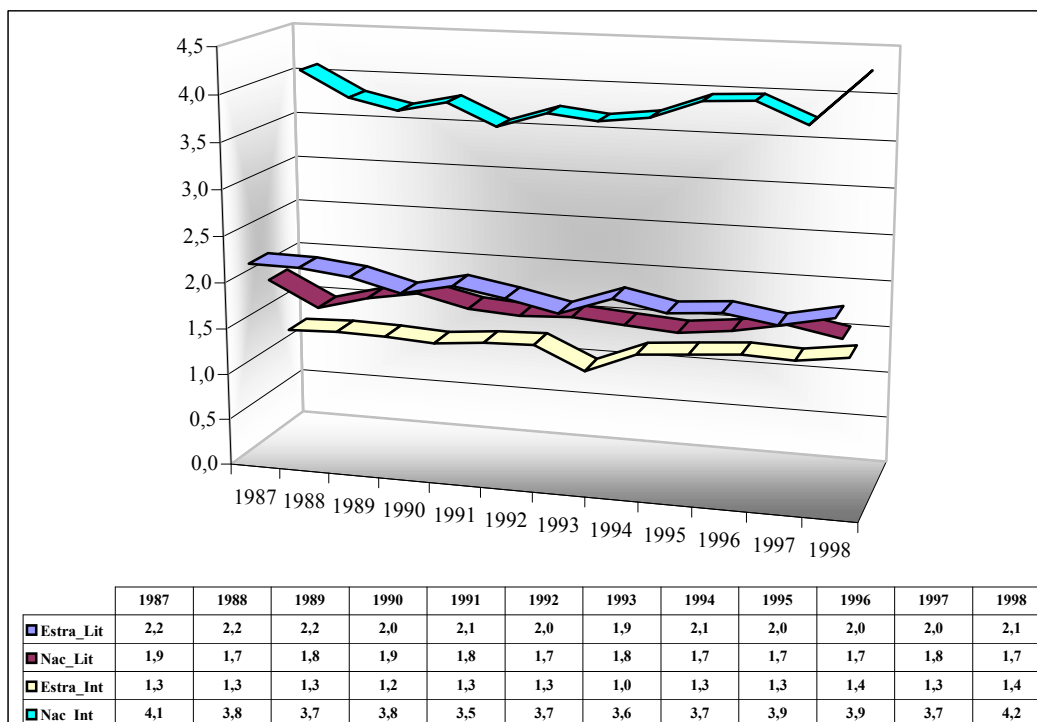 4,5
4,0
3,5
3,0
2,5
2,0
1,5
1,0
0,5
0,0
1987 1988 1989 1990 1991 1992 1993 1994 1995 1996 1997 1998
1987 1988 1989 1990 1991 1992 1993 1994 1995 1996 1997 1998
Estra_Lit 2,2 2,2 2,2 2,0 2,1 2,0 1,9 2,1 2,0 2,0 2,0 2,1
Nac_Lit 1,9 1,7 1,8 1,9 1,8 1,7 1,8 1,7 1,7 1,7 1,8 1,7
Estra_Int 1,3 1,3 1,3 1,2 1,3 1,3 1,0 1,3 1,3 1,4 1,3 1,4
Nac_Int 4,1 3,8 3,7 3,8 3,5 3,7 3,6 3,7 3,9 3,9 3,7 4,2